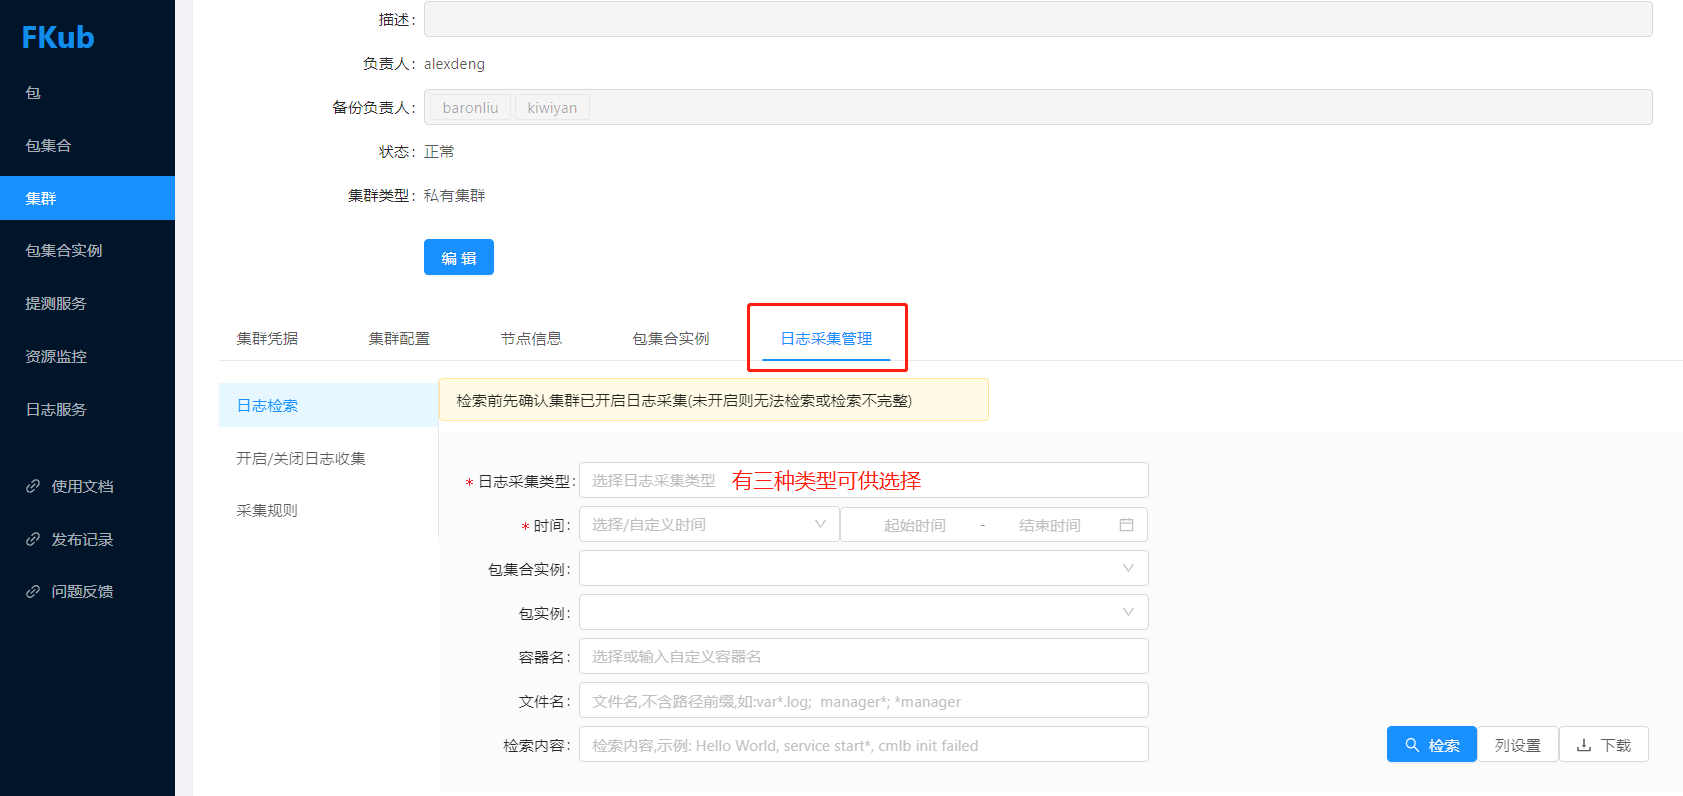 FKub
包
包集合
集群
包集合实例
提测服务
资源监控
日志服务
使用文档
发布记录
问题反馈
描述:
负责人: alexdeng
备份负责人: baronliu kiwiyan
状态: 正常
集群类型: 私有集群
编 辑
集群凭据 集群配置 节点信息 包集合实例 日志采集管理
日志检索
开启/关闭日志收集
采集规则
检索前先确认集群已开启日志采集(未开启则无法检索或检索不完整)
* 日志采集类型: 选择日志采集类型 有三种类型可供选择
* 时间: 选择/自定义时间 起始时间 - 结束时间
包集合实例:
包实例:
容器名: 选择或输入自定义容器名
文件名: 文件名,不含路径前缀,如:var*.log; manager*; *manager
检索内容: 检索内容,示例: Hello World, service start*, cmlb init failed
检索 列设置 下载